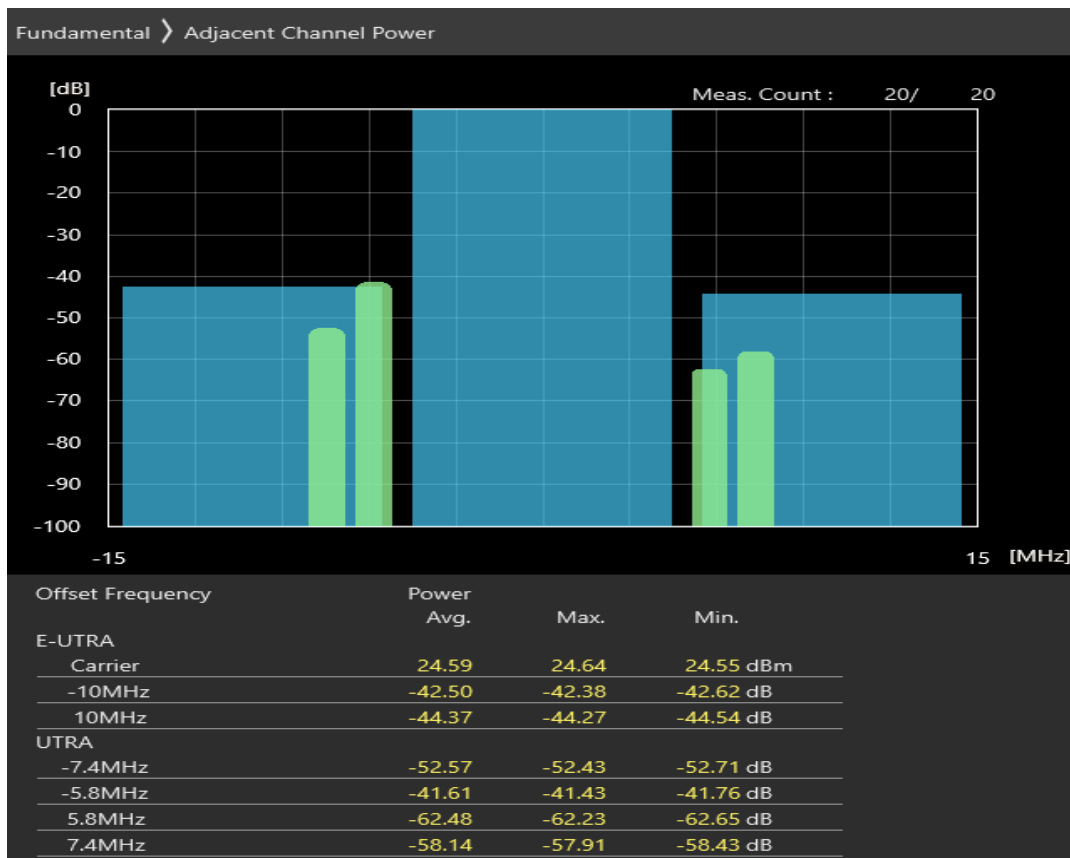 Fundamental 〉 Adjacent Channel Power
[dB]
Meas. Count : 20/ 20
0
-10
-20
-30
-40
-50
-60
-70
-80
-90
-100
-15 15 [MHz]
Offset Frequency Power
Avg. Max. Min.
E-UTRA
Carrier 24.59 24.64 24.55 dBm
-10MHz -42.50 -42.38 -42.62 dB
10MHz -44.37 -44.27 -44.54 dB
UTRA
-7.4MHz -52.57 -52.43 -52.71 dB
-5.8MHz -41.61 -41.43 -41.76 dB
5.8MHz -62.48 -62.23 -62.65 dB
7.4MHz -58.14 -57.91 -58.43 dB